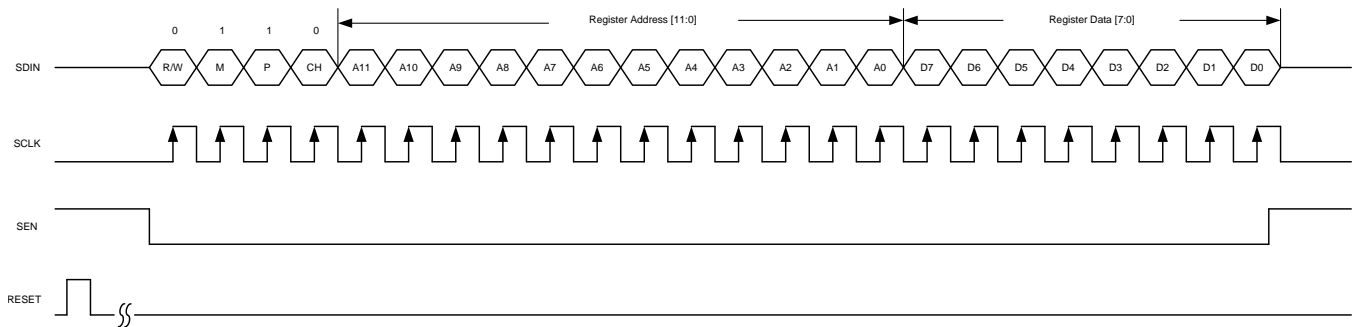 0 1 1 0 Register Address [11:0] Register Data [7:0]
SDIN R/W M P CH A11 A10 A9 A8 A7 A6 A5 A4 A3 A2 A1 A0 D7 D6 D5 D4 D3 D2 D1 D0
SCLK
SEN
RESET